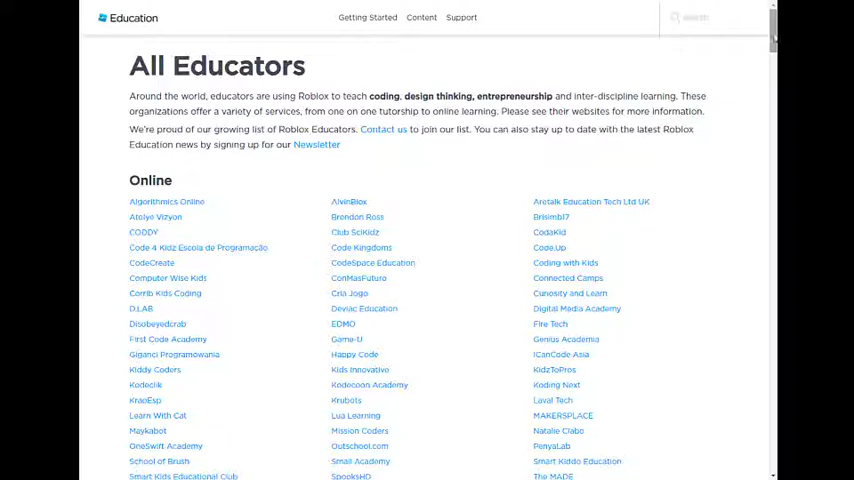 Education
Getting Started Content Support
Search
All Educators
Around the world, educators are using Roblox to teach coding, design thinking, entrepreneurship and inter-discipline learning. These
organizations offer a variety of services, from one on one tutorship to online learning. Please see their websites for more information.
We're proud of our growing list of Roblox Educators. Contact us to join our list. You can also stay up to date with the latest Roblox
Education news by signing up for our Newsletter
Online
Algorithmics Online AlvinBlox Aretalk Education Tech Ltd UK
Atolye Vizyon Brendon Ross Brisimb17
CODDY Club SciKidz CodaKid
Code 4 Kidz Escola de Programação Code Kingdoms Code.Up
CodeCreate CodeSpace Education Coding with Kids
Computer Wise Kids ConMasFuturo Connected Camps
Corrib Kids Coding Cria Jogo Curiosity and Learn
D.LAB Deviac Education Digital Media Academy
Disobeyedcrab EDMO Fire Tech
First Code Academy Game-U Genius Academia
Giganci Programowania Happy Code iCanCode Asia
Kiddy Coders Kids Innovative KidzToPros
Kodeclik Kodecoon Academy Koding Next
KraoEsp Krubots Laval Tech
Learn With Cat Lua Learning MAKERSPLACE
Maykabot Mission Coders Natalie Clabo
OneSwift Academy Outschool.com PenyaLab
School of Brush Small Academy Smart Kiddo Education
Smart Kids Educational Club SpooksHD The MADE